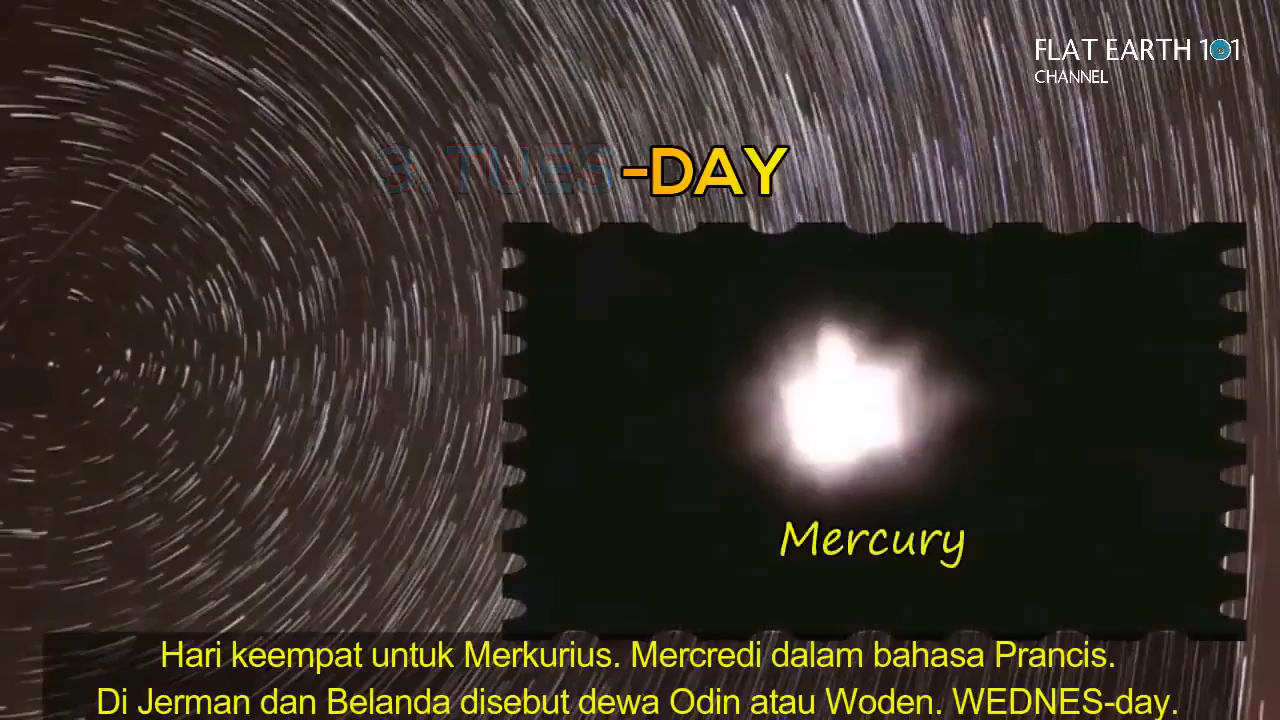 FLAT EARTH 101
CHANNEL
3. TUES-DAY
Mercury
Hari keempat untuk Merkurius. Mercredi dalam bahasa Prancis.
Di Jerman dan Belanda disebut dewa Odin atau Woden. WEDNES-day.